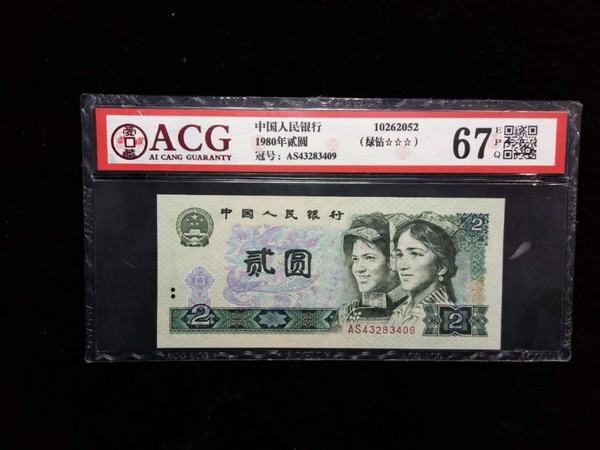 ACG
AI CANG GUARANTY
中国人民银行
1980年贰圆
冠号：AS43283409
10262052
（绿钻☆☆☆）
67
EPQ
中国人民银行
2
贰圆
2
AS43283409
2